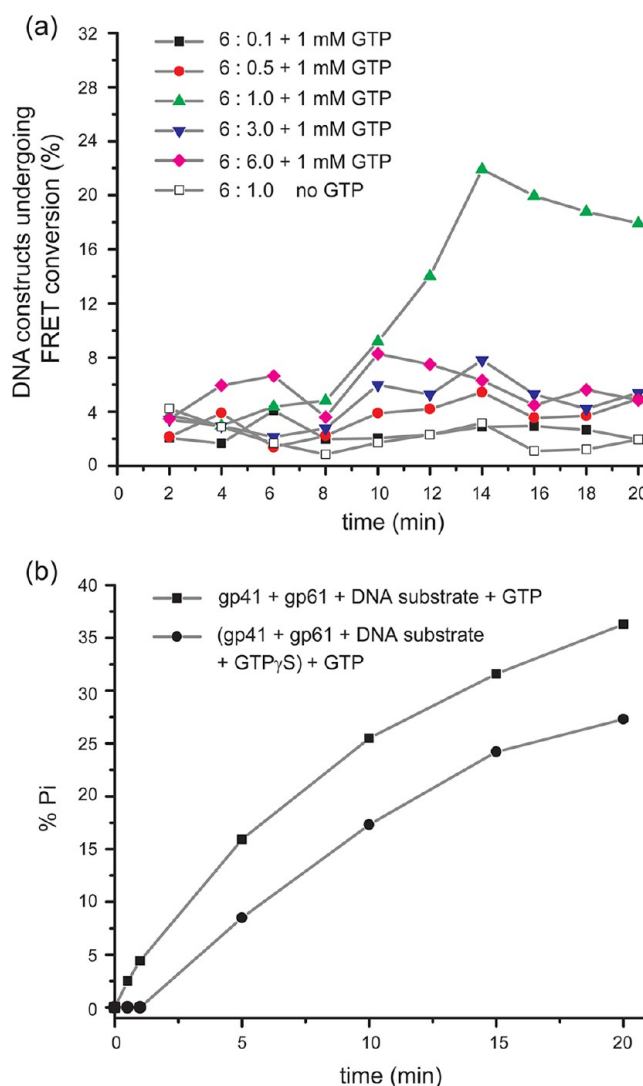 (a)
6 : 0.1 + 1 mM GTP
6 : 0.5 + 1 mM GTP
6 : 1.0 + 1 mM GTP
6 : 3.0 + 1 mM GTP
6 : 6.0 + 1 mM GTP
6 : 1.0 no GTP
DNA constructs undergoing
FRET conversion (%)
32
28
24
20
16
12
8
4
0
0 2 4 6 8 10 12 14 16 18 20
time (min)
(b)
gp41 + gp61 + DNA substrate + GTP
(gp41 + gp61 + DNA substrate
+ GTPγS) + GTP
% Pi
40
35
30
25
20
15
10
5
0
0 5 10 15 20
time (min)